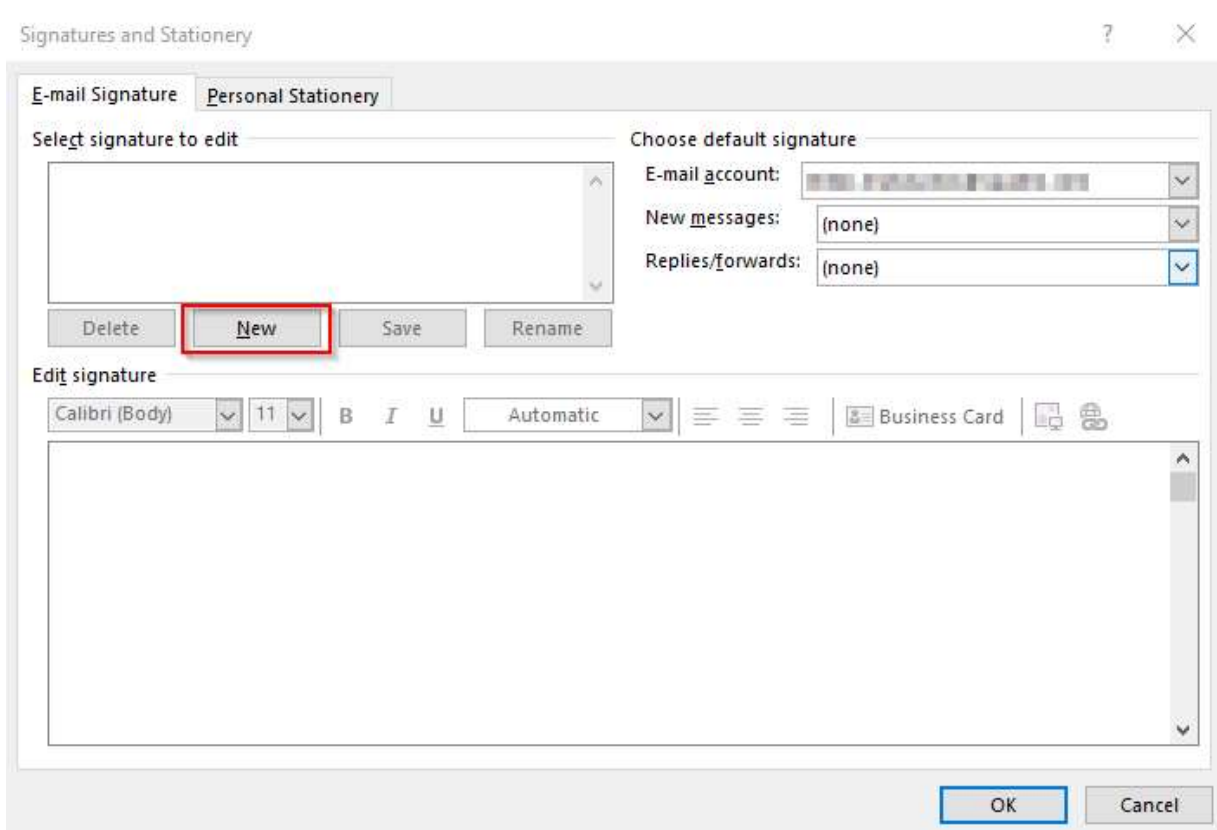 Signatures and Stationery
E-mail Signature Personal Stationery
Select signature to edit
Choose default signature
E-mail account:
New messages: (none)
Replies/forwards: (none)
Delete New Save Rename
Edit signature
Calibri (Body) 11 B I U Automatic Business Card
OK Cancel